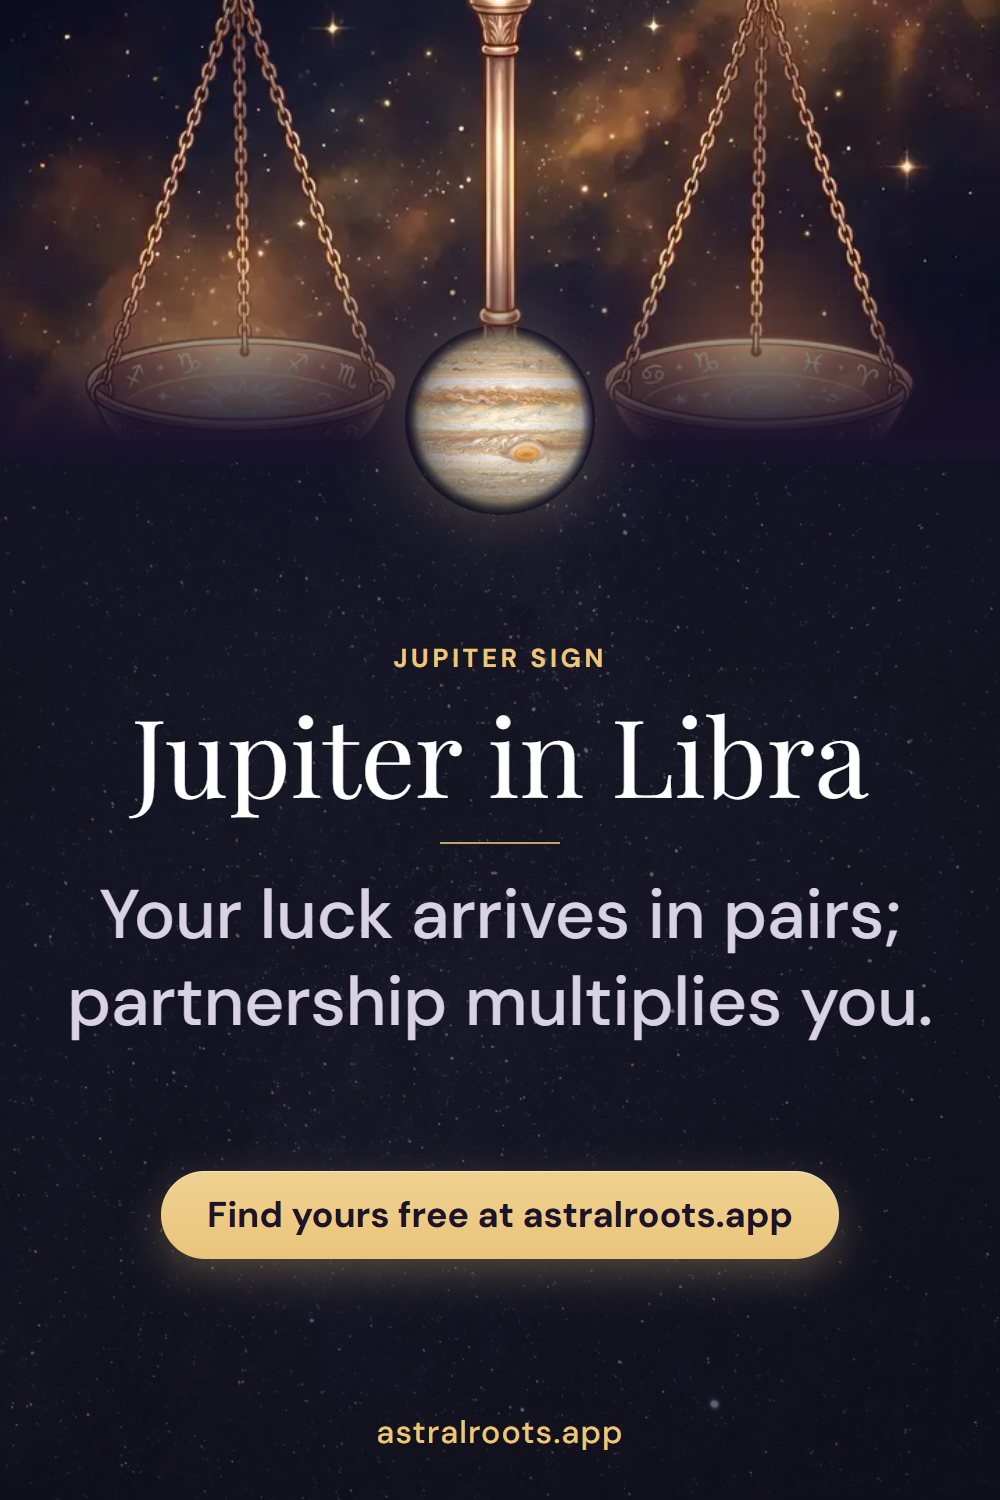 JUPITER SIGN
Jupiter in Libra
Your luck arrives in pairs;
partnership multiplies you.
Find yours free at astralroots.app
astralroots.app